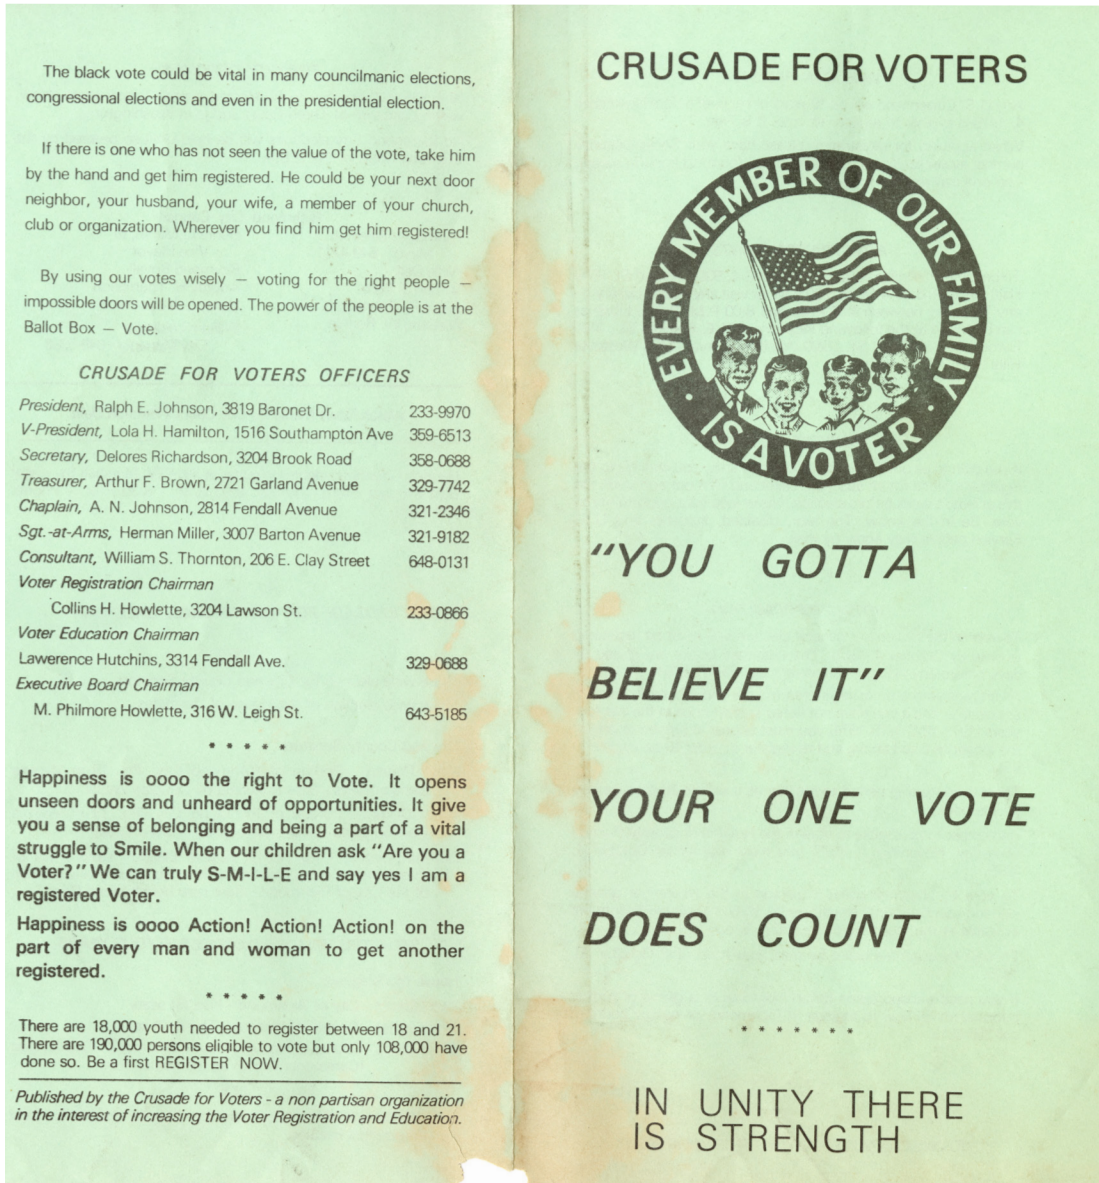 The black vote could be vital in many councilmanic elections,
congressional elections and even in the presidential election.
If there is one who has not seen the value of the vote, take him
by the hand and get him registered. He could be your next door
neighbor, your husband, your wife, a member of your church,
club or organization. Wherever you find him get him registered!
By using our votes wisely — voting for the right people —
impossible doors will be opened. The power of the people is at the
Ballot Box — Vote.
CRUSADE FOR VOTERS OFFICERS
President, Ralph E. Johnson, 3819 Baronet Dr. 233-9970
V-President, Lola H. Hamilton, 1516 Southampton Ave 359-6513
Secretary, Delores Richardson, 3204 Brook Road 358-0688
Treasurer, Arthur F. Brown, 2721 Garland Avenue 329-7742
Chaplain, A. N. Johnson, 2814 Fendall Avenue 321-2346
Sgt.-at-Arms, Herman Miller, 3007 Barton Avenue 321-9182
Consultant, William S. Thornton, 206 E. Clay Street 648-0131
Voter Registration Chairman
Collins H. Howlette, 3204 Lawson St. 233-0866
Voter Education Chairman
Lawerence Hutchins, 3314 Fendall Ave. 329-0688
Executive Board Chairman
M. Philmore Howlette, 316 W. Leigh St. 643-5185
* * * * *
Happiness is oooo the right to Vote. It opens
unseen doors and unheard of opportunities. It give
you a sense of belonging and being a part of a vital
struggle to Smile. When our children ask "Are you a
Voter?" We can truly S-M-I-L-E and say yes I am a
registered Voter.
Happiness is oooo Action! Action! Action! on the
part of every man and woman to get another
registered.
* * * * *
There are 18,000 youth needed to register between 18 and 21.
There are 190,000 persons eligible to vote but only 108,000 have
done so. Be a first REGISTER NOW.
Published by the Crusade for Voters - a non partisan organization
in the interest of increasing the Voter Registration and Education.
CRUSADE FOR VOTERS
· EVERY MEMBER OF OUR FAMILY ·
IS A VOTER
"YOU GOTTA
BELIEVE IT"
YOUR ONE VOTE
DOES COUNT
* * * * * * *
IN UNITY THERE
IS STRENGTH